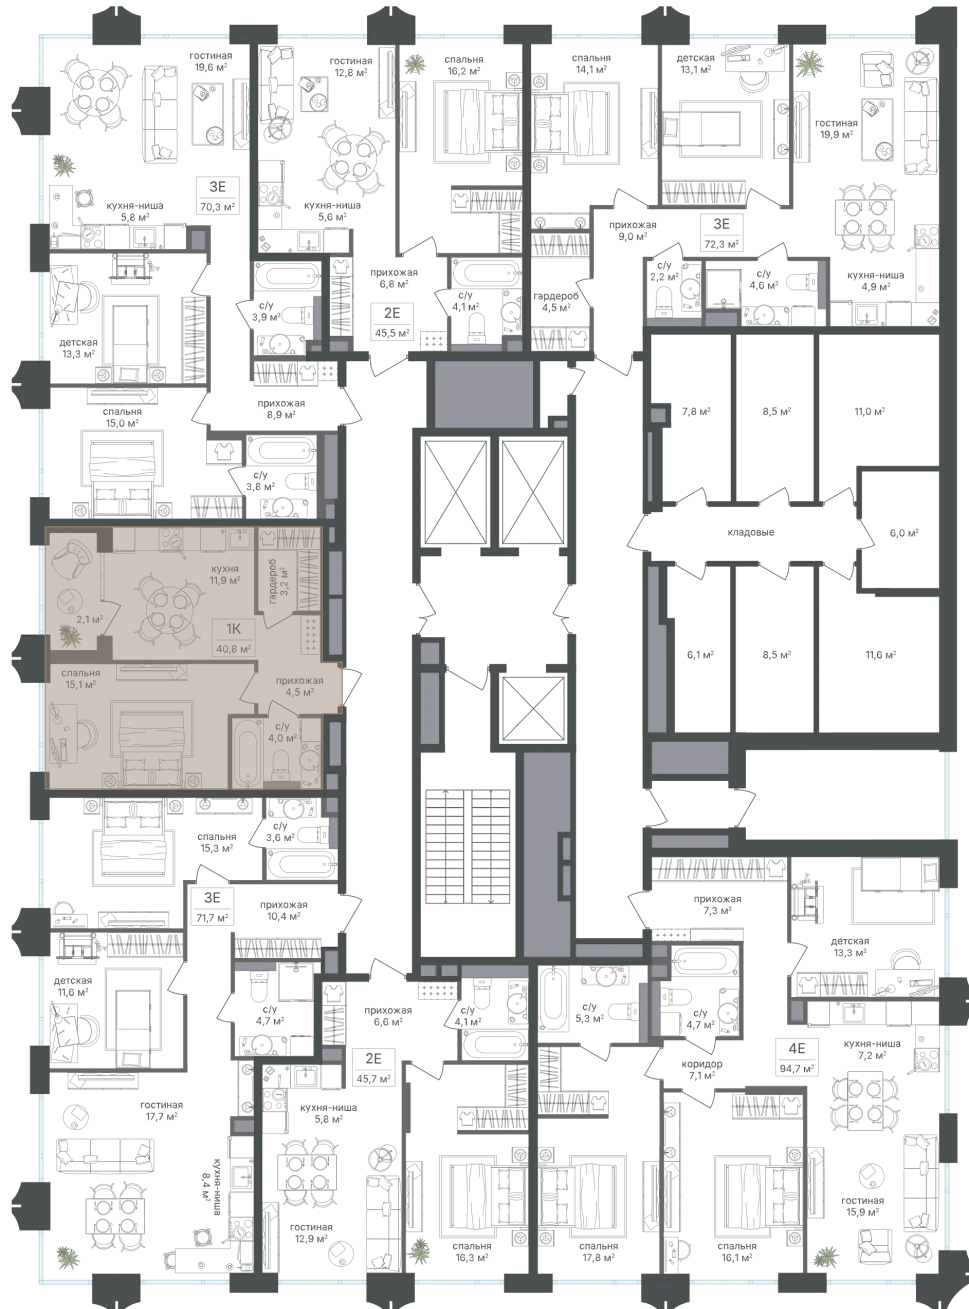 гостиная
19,6 м²
кухня-ниша
5,8 м²
3Е
70,3 м²
детская
13,3 м²
с/у
3,9 м²
прихожая
8,9 м²
спальня
15,0 м²
с/у
3,8 м²
гостиная
12,8 м²
кухня-ниша
5,6 м²
спальня
16,2 м²
прихожая
6,8 м²
2Е
45,5 м²
с/у
4,1 м²
спальня
14,1 м²
детская
13,1 м²
гостиная
19,9 м²
прихожая
9,0 м²
3Е
72,3 м²
с/у
2,2 м²
с/у
4,6 м²
гардероб
4,5 м²
кухня-ниша
4,9 м²
7,8 м²
8,5 м²
11,0 м²
кладовые
6,0 м²
6,1 м²
8,5 м²
11,6 м²
кухня
11,9 м²
гардероб
3,2 м²
2,1 м²
1К
40,8 м²
спальня
15,1 м²
прихожая
4,5 м²
с/у
4,0 м²
спальня
15,3 м²
с/у
3,6 м²
3Е
71,7 м²
прихожая
10,4 м²
детская
11,6 м²
с/у
4,7 м²
гостиная
17,7 м²
кухня-ниша
8,4 м²
прихожая
6,6 м²
с/у
4,1 м²
2Е
45,7 м²
кухня-ниша
5,8 м²
гостиная
12,9 м²
спальня
16,3 м²
прихожая
7,3 м²
детская
13,3 м²
с/у
5,3 м²
с/у
4,7 м²
коридор
7,1 м²
4Е
94,7 м²
кухня-ниша
7,2 м²
гостиная
15,9 м²
спальня
17,8 м²
спальня
16,1 м²